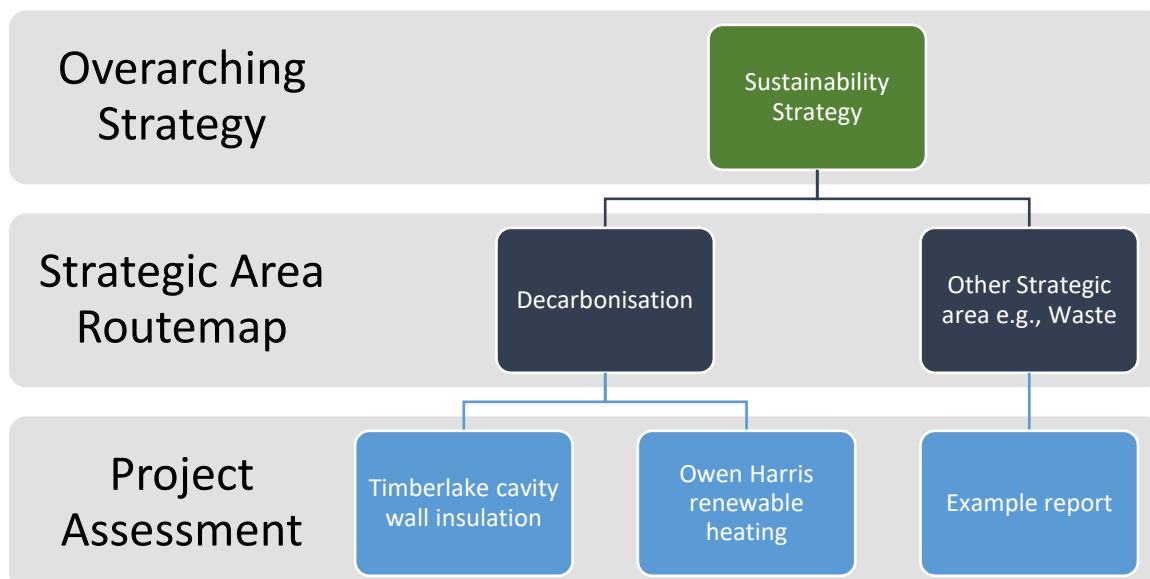 Overarching
Strategy
Sustainability
Strategy
Strategic Area
Routemap
Decarbonisation
Other Strategic
area e.g., Waste
Project
Assessment
Timberlake cavity
wall insulation
Owen Harris
renewable
heating
Example report